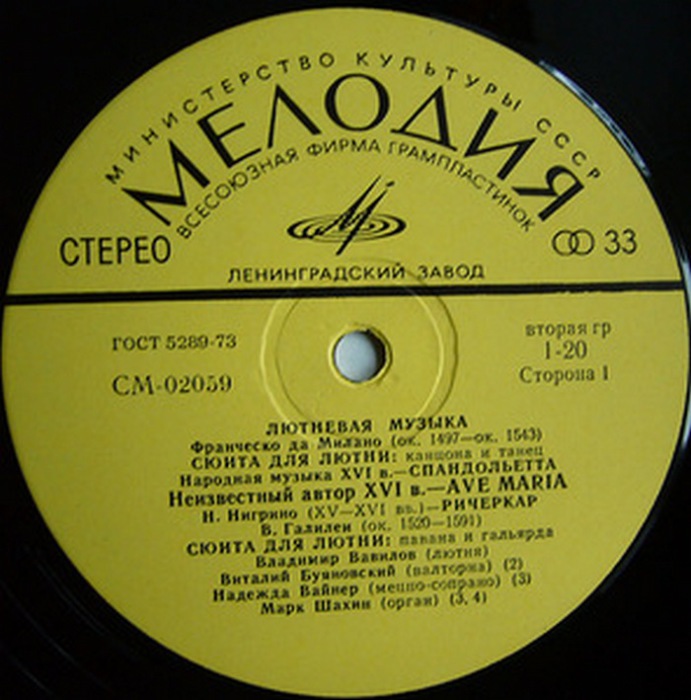 МИНИСТЕРСТВО КУЛЬТУРЫ СССР
МЕЛОДИЯ
ВСЕСОЮЗНАЯ ФИРМА ГРАМПЛАСТИНОК
СТЕРЕО
33
ЛЕНИНГРАДСКИЙ ЗАВОД
ГОСТ 5289-73
вторая гр
1-20
СМ-02059
Сторона 1
ЛЮТНЕВАЯ МУЗЫКА
Франческо да Милано (ок. 1497—ок. 1543)
СЮИТА ДЛЯ ЛЮТНИ: канцона и танец
Народная музыка XVI в.—СПАНДОЛЬЕТТА
Неизвестный автор XVI в.—AVE MARIA
Н. Нигрино (XV—XVI вв.)—РИЧЕРКАР
В. Галилеи (ок. 1520—1591)
СЮИТА ДЛЯ ЛЮТНИ: павана и гальярда
Владимир Вавилов (лютня)
Виталий Буяновский (валторна) (2)
Надежда Вайнер (меццо-сопрано) (3)
Марк Шахин (орган) (3, 4)